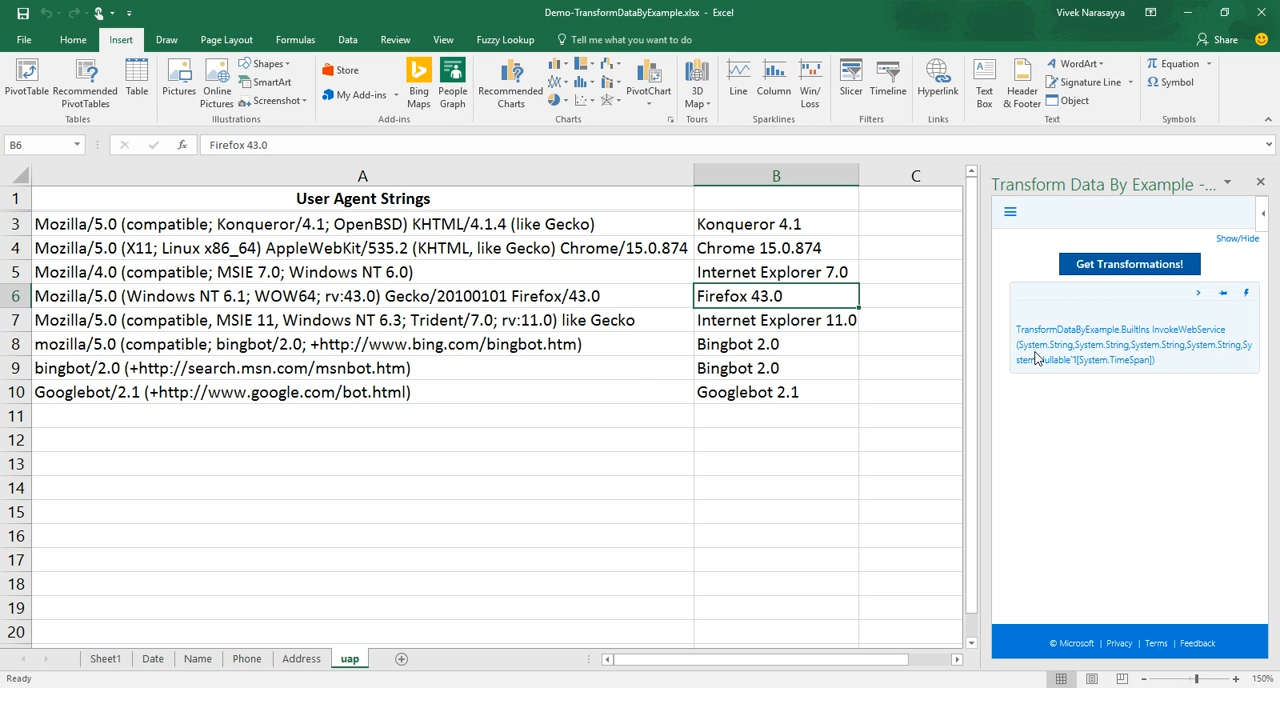 Demo-TransformDataByExample.xlsx - Excel
Vivek Narasayya
File Home Insert Draw Page Layout Formulas Data Review View Fuzzy Lookup Tell me what you want to do Share
PivotTable Recommended PivotTables Table
Tables
Pictures Online Pictures Shapes SmartArt Screenshot
Illustrations
Store My Add-ins Bing Maps People Graph
Add-ins
Recommended Charts PivotChart
Charts
3D Map
Tours
Line Column Win/Loss
Sparklines
Slicer Timeline
Filters
Hyperlink
Links
Text Box Header & Footer WordArt Signature Line Object
Text
Equation Symbol
Symbols
B6 fx Firefox 43.0
A B C
1 User Agent Strings
3 Mozilla/5.0 (compatible; Konqueror/4.1; OpenBSD) KHTML/4.1.4 (like Gecko) Konqueror 4.1
4 Mozilla/5.0 (X11; Linux x86_64) AppleWebKit/535.2 (KHTML, like Gecko) Chrome/15.0.874 Chrome 15.0.874
5 Mozilla/4.0 (compatible; MSIE 7.0; Windows NT 6.0) Internet Explorer 7.0
6 Mozilla/5.0 (Windows NT 6.1; WOW64; rv:43.0) Gecko/20100101 Firefox/43.0 Firefox 43.0
7 Mozilla/5.0 (compatible, MSIE 11, Windows NT 6.3; Trident/7.0; rv:11.0) like Gecko Internet Explorer 11.0
8 mozilla/5.0 (compatible; bingbot/2.0; +http://www.bing.com/bingbot.htm) Bingbot 2.0
9 bingbot/2.0 (+http://search.msn.com/msnbot.htm) Bingbot 2.0
10 Googlebot/2.1 (+http://www.google.com/bot.html) Googlebot 2.1
11
12
13
14
15
16
17
18
19
20
Transform Data By Example -...
Show/Hide
Get Transformations!
TransformDataByExample.BuiltIns InvokeWebService
(System.String,System.String,System.String,System.String,Sy
stem.Nullable`1[System.TimeSpan])
© Microsoft | Privacy | Terms | Feedback
Sheet1 Date Name Phone Address uap
Ready
150%